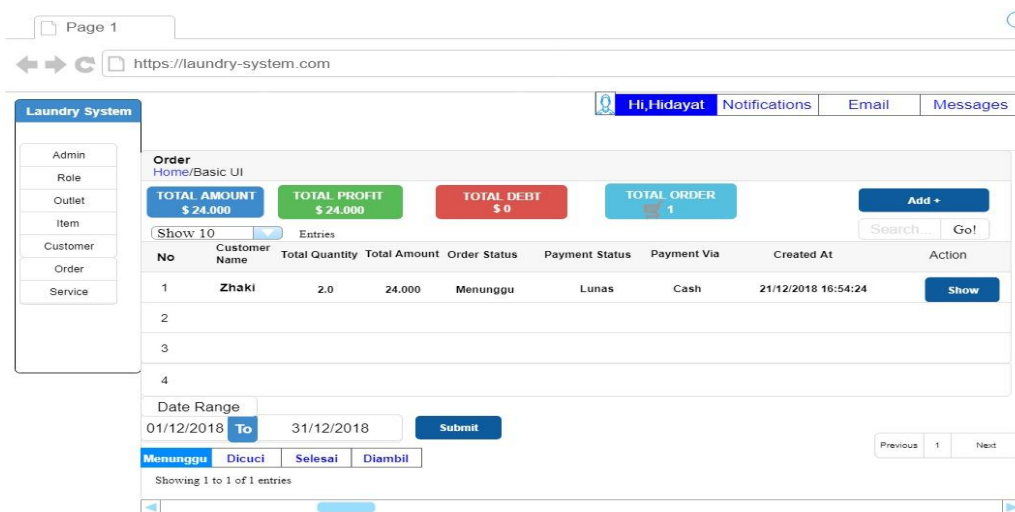 Page 1
https://laundry-system.com
Hi,Hidayat Notifications Email Messages
Laundry System
Admin
Role
Outlet
Item
Customer
Order
Service
Order
Home/Basic UI
TOTAL AMOUNT
$ 24.000
TOTAL PROFIT
$ 24.000
TOTAL DEBT
$ 0
TOTAL ORDER
1
Add +
Show 10 Entries
Search... Go!
No Customer Name Total Quantity Total Amount Order Status Payment Status Payment Via Created At Action
1 Zhaki 2.0 24.000 Menunggu Lunas Cash 21/12/2018 16:54:24 Show
2
3
4
Date Range
01/12/2018 To 31/12/2018 Submit
Previous 1 Next
Menunggu Dicuci Selesai Diambil
Showing 1 to 1 of 1 entries